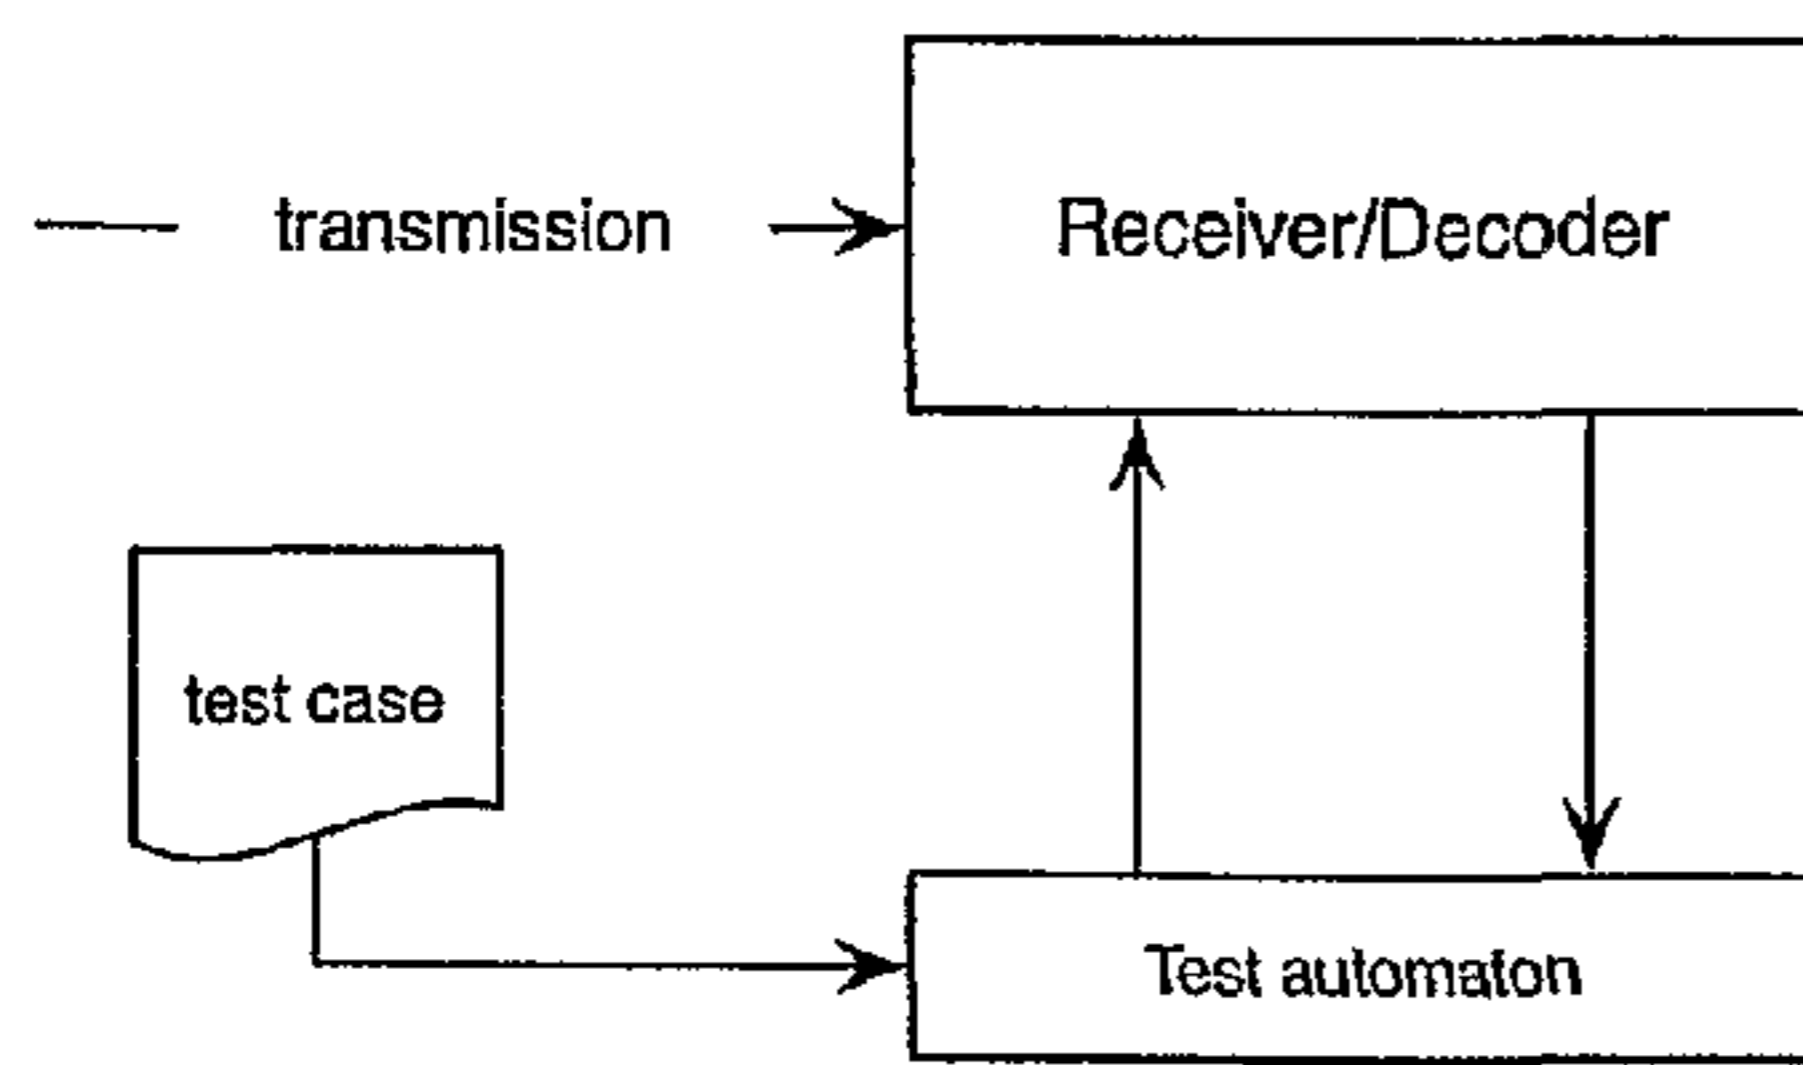 transmission
Receiver/Decoder
test case
Test automaton